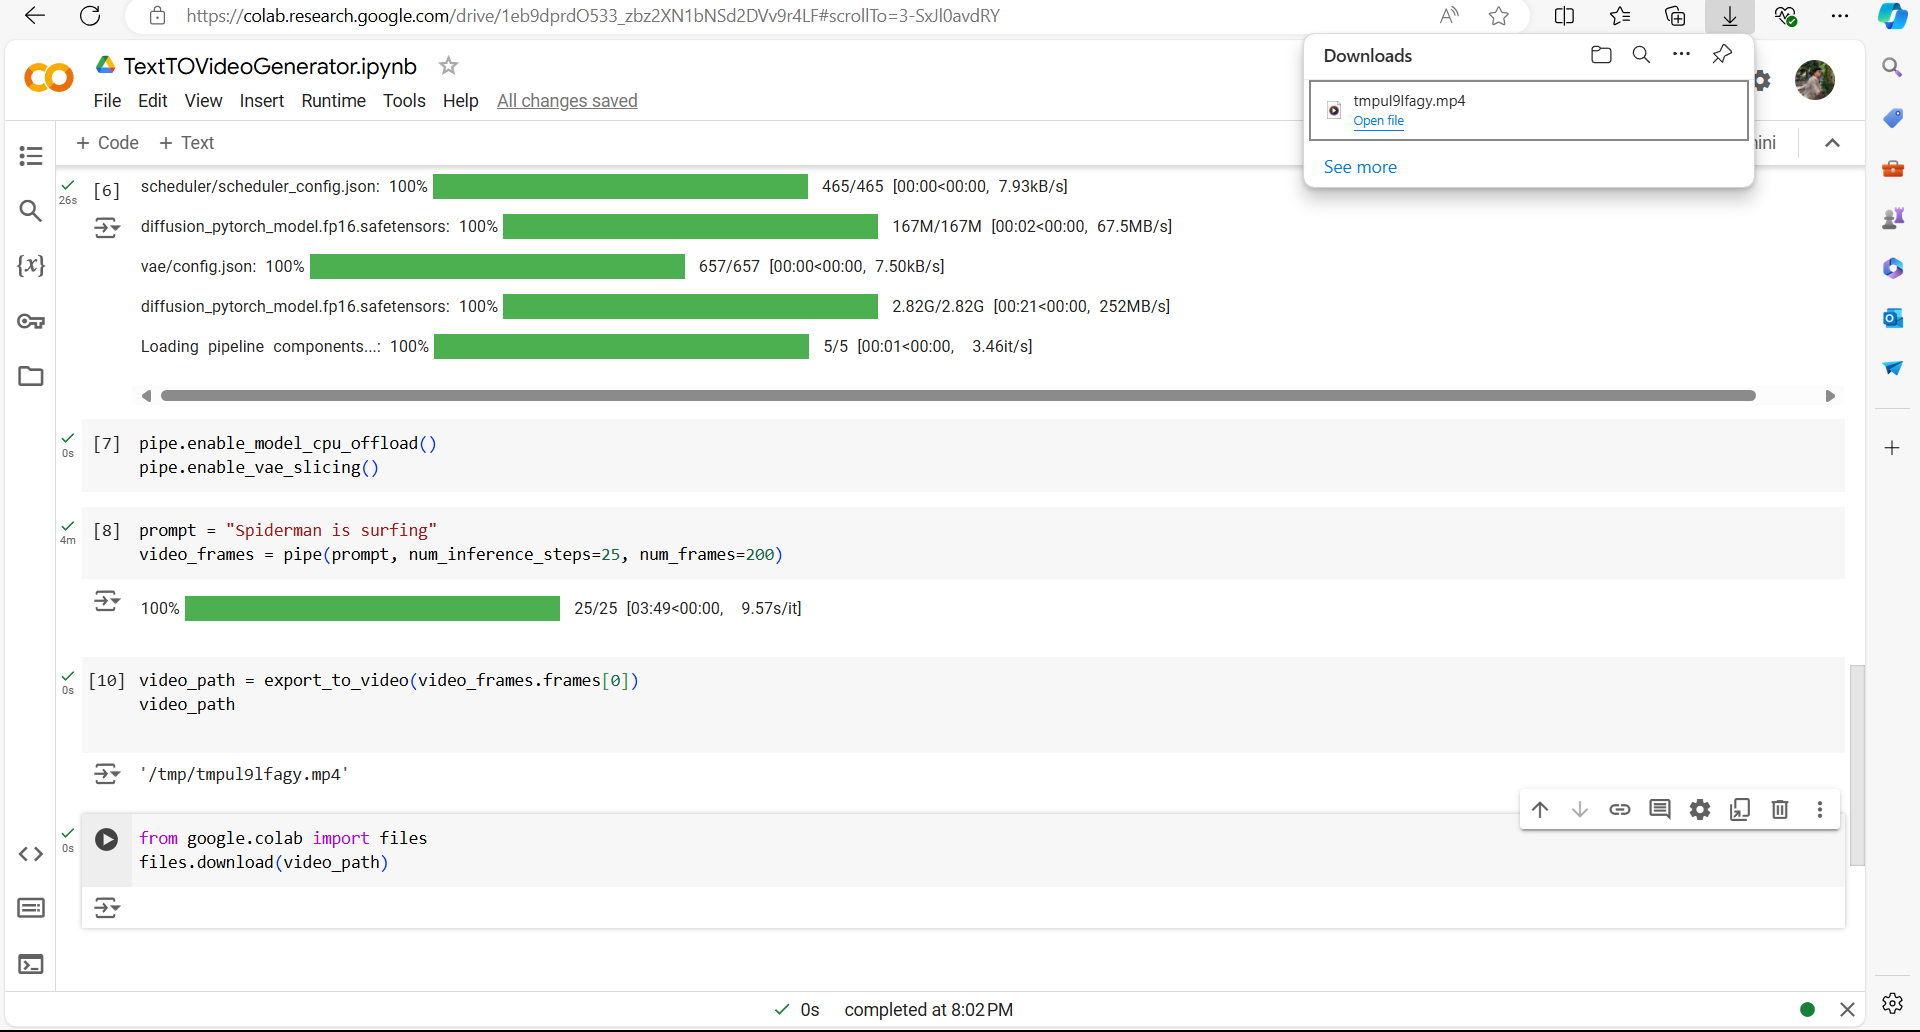 https://colab.research.google.com/drive/1eb9dprdO533_zbz2XN1bNSd2DVv9r4LF#scrollTo=3-SxJl0avdRY
TextTOVideoGenerator.ipynb
File Edit View Insert Runtime Tools Help All changes saved
Downloads
tmpul9lfagy.mp4
Open file
See more
+ Code + Text
26s [6] scheduler/scheduler_config.json: 100% 465/465 [00:00<00:00, 7.93kB/s]
diffusion_pytorch_model.fp16.safetensors: 100% 167M/167M [00:02<00:00, 67.5MB/s]
vae/config.json: 100% 657/657 [00:00<00:00, 7.50kB/s]
diffusion_pytorch_model.fp16.safetensors: 100% 2.82G/2.82G [00:21<00:00, 252MB/s]
Loading pipeline components...: 100% 5/5 [00:01<00:00, 3.46it/s]
0s [7] pipe.enable_model_cpu_offload()
pipe.enable_vae_slicing()
4m [8] prompt = "Spiderman is surfing"
video_frames = pipe(prompt, num_inference_steps=25, num_frames=200)
100% 25/25 [03:49<00:00, 9.57s/it]
0s [10] video_path = export_to_video(video_frames.frames[0])
video_path
'/tmp/tmpul9lfagy.mp4'
0s from google.colab import files
files.download(video_path)
0s completed at 8:02 PM